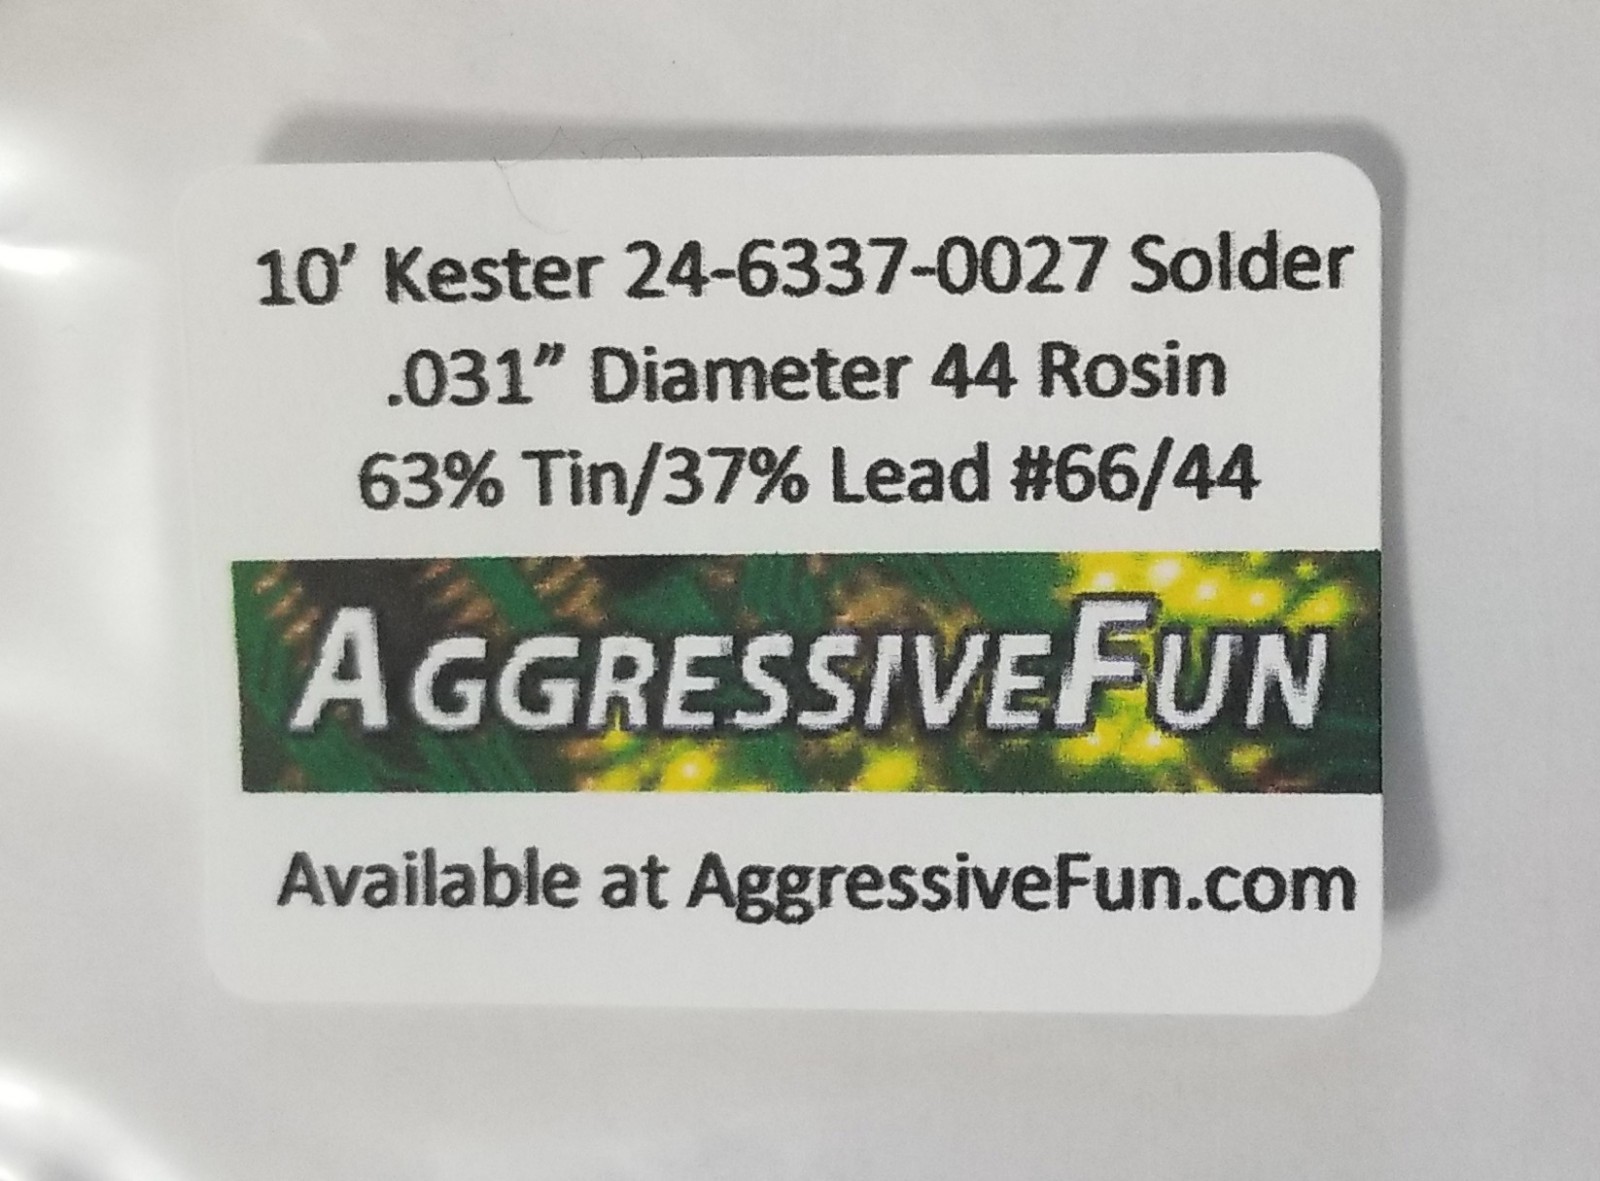 10’ Kester 24-6337-0027 Solder
.031” Diameter 44 Rosin
63% Tin/37% Lead #66/44
AGGRESSIVEFUN
Available at AggressiveFun.com